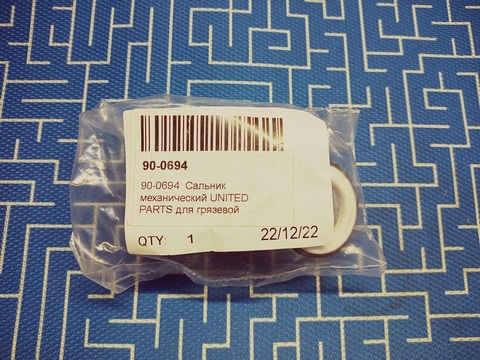 90-0694
90-0694 Сальник
механический UNITED
PARTS для грязевой
QTY: 1 22/12/22